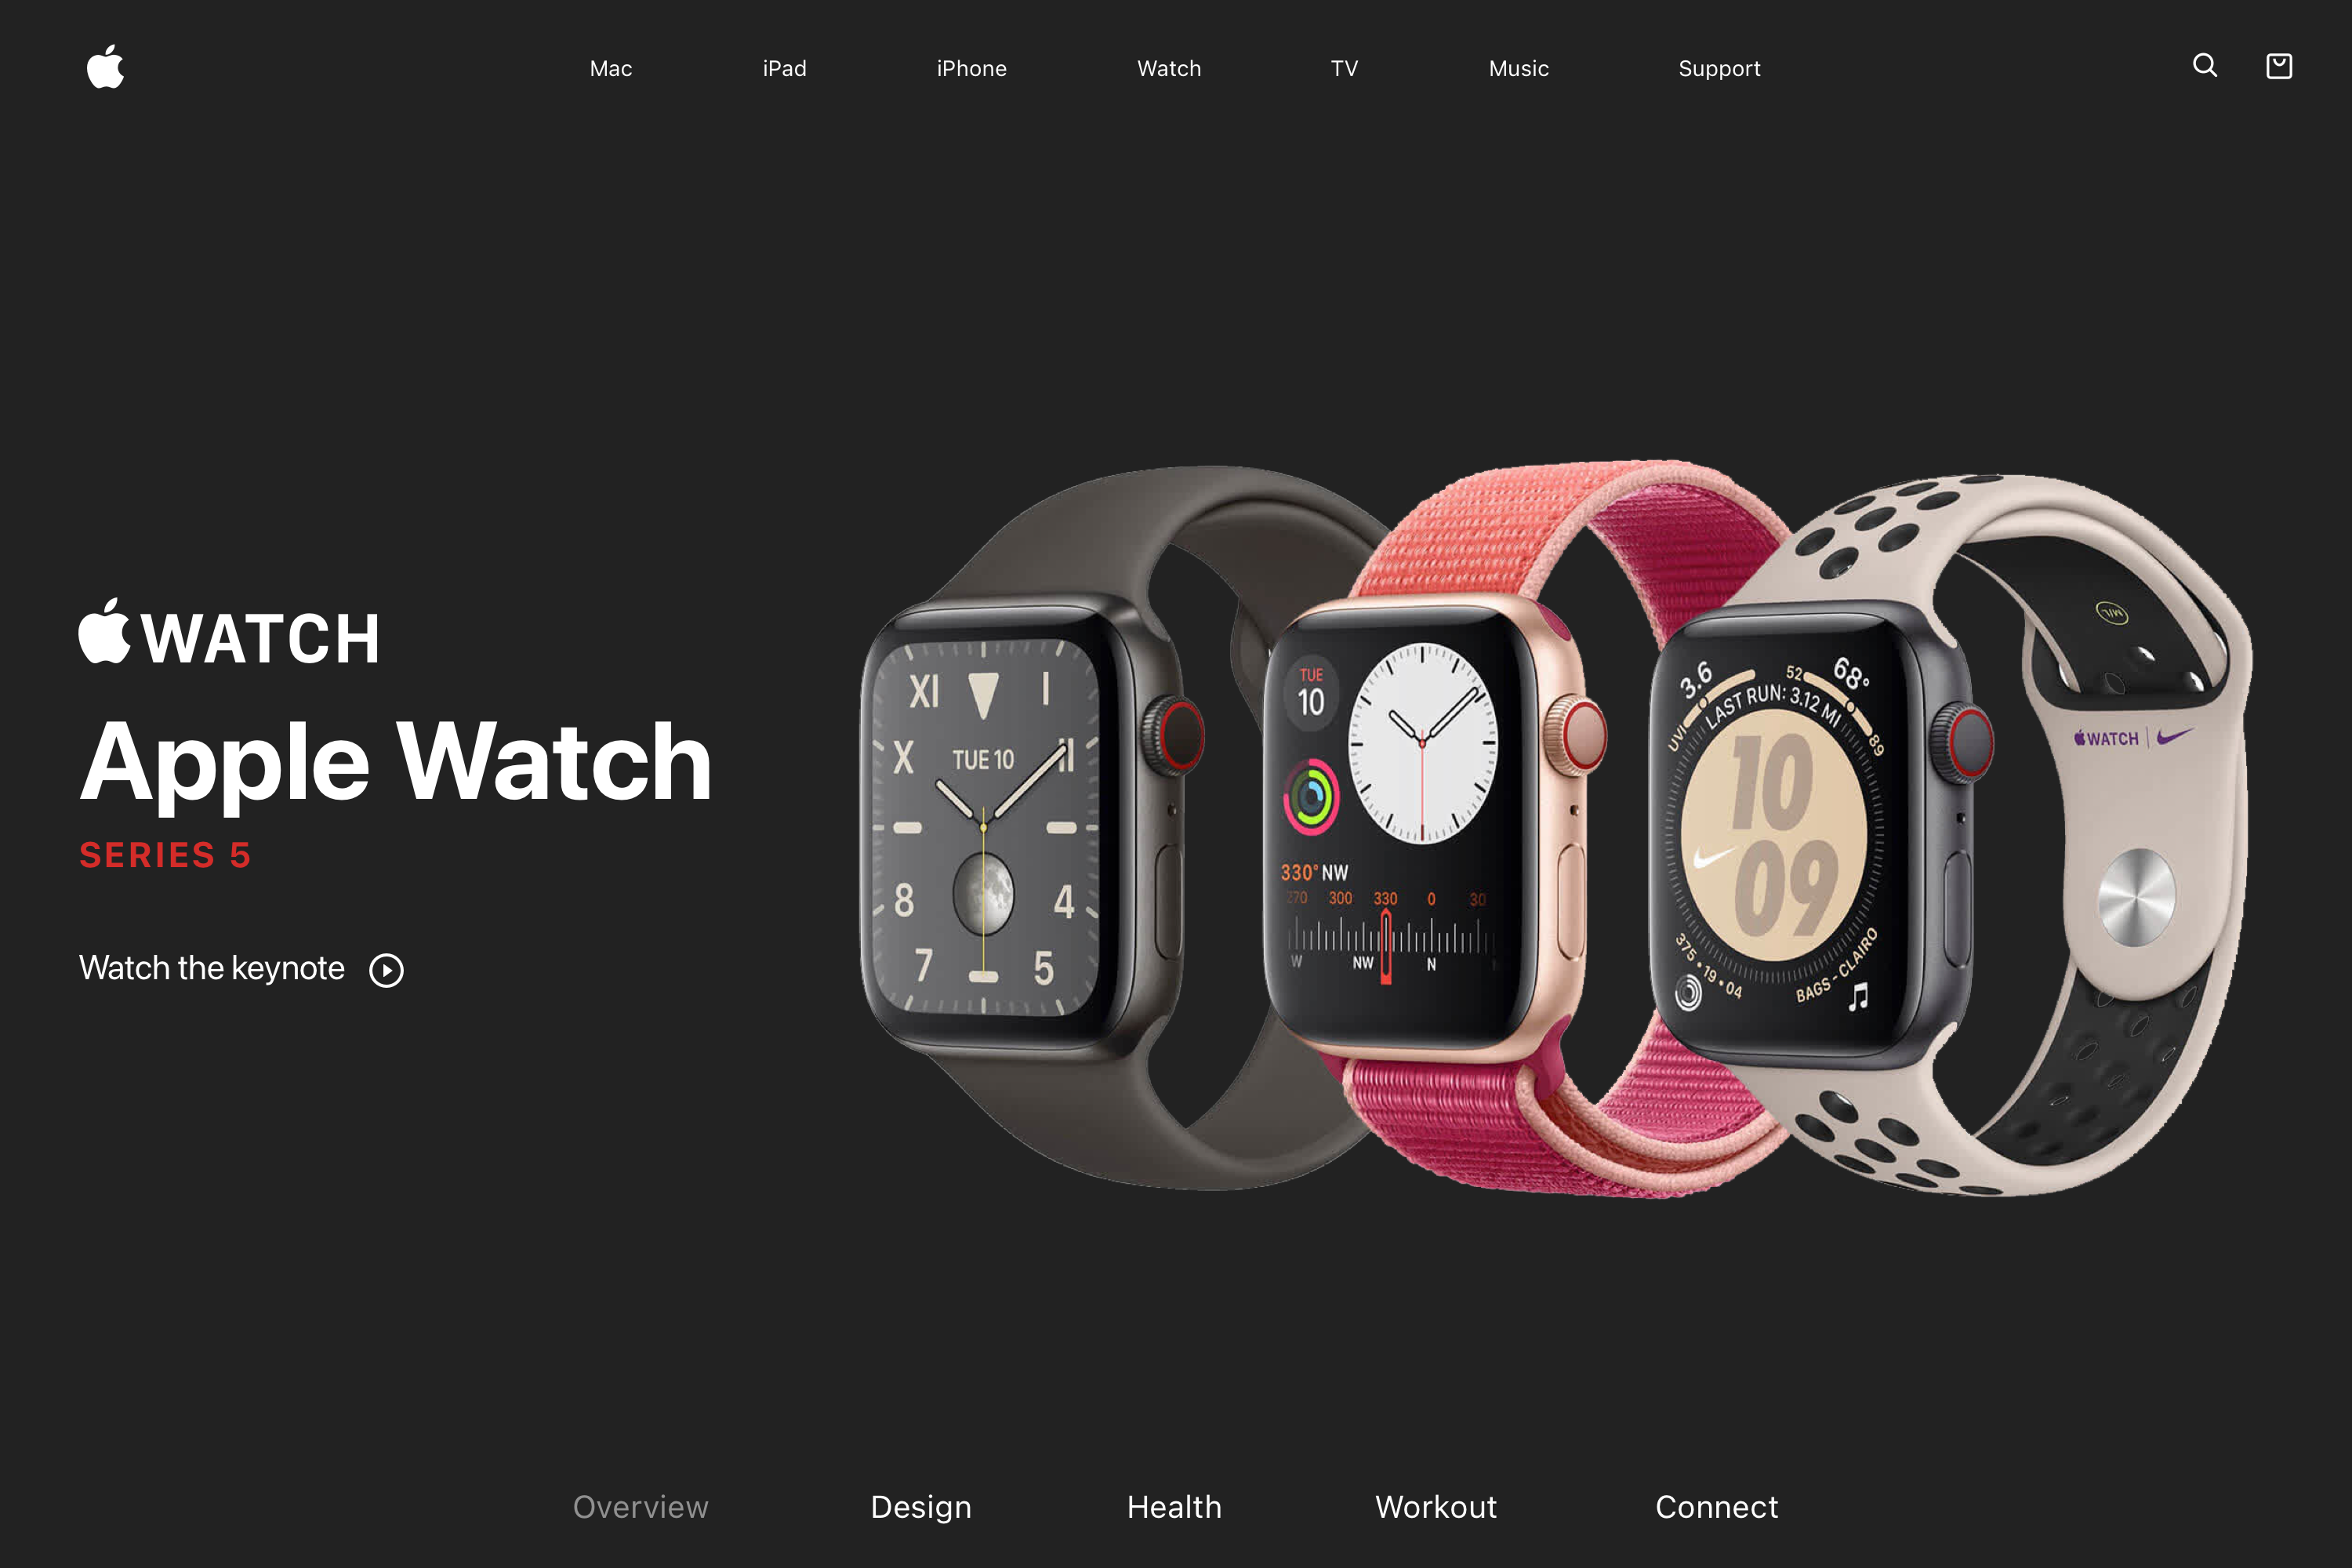 Mac iPad iPhone Watch TV Music Support
WATCH
Apple Watch
SERIES 5
Watch the keynote
XI I
X TUE 10 II
8 4
7 5
TUE
10
330° NW
270 300 330 0 30
W NW N
3.6 52 68°
UVI LAST RUN: 3.12 MI 89
10
09
375 • 19 • 04 BAGS - CLAIRO
WATCH
Overview Design Health Workout Connect